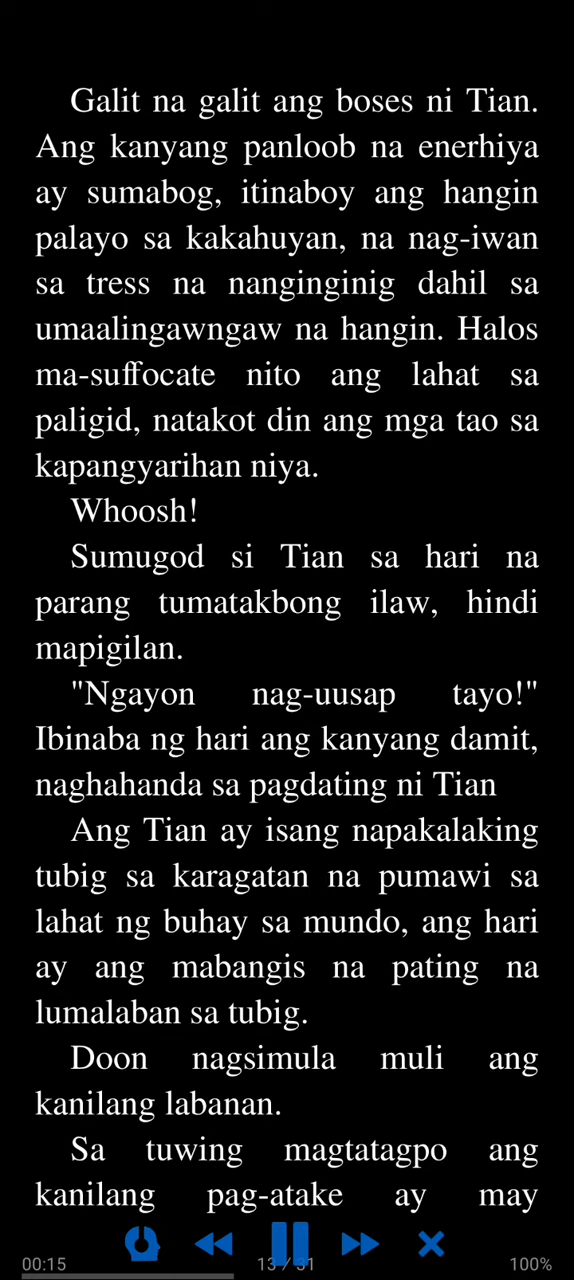 Galit na galit ang boses ni Tian.
Ang kanyang panloob na enerhiya
ay sumabog, itinaboy ang hangin
palayo sa kakahuyan, na nag-iwan
sa tress na nanginginig dahil sa
umaalingawngaw na hangin. Halos
ma-suffocate nito ang lahat sa
paligid, natakot din ang mga tao sa
kapangyarihan niya.
Whoosh!
Sumugod si Tian sa hari na
parang tumatakbong ilaw, hindi
mapigilan.
"Ngayon nag-uusap tayo!"
Ibinaba ng hari ang kanyang damit,
naghahanda sa pagdating ni Tian
Ang Tian ay isang napakalaking
tubig sa karagatan na pumawi sa
lahat ng buhay sa mundo, ang hari
ay ang mabangis na pating na
lumalaban sa tubig.
Doon nagsimula muli ang
kanilang labanan.
Sa tuwing magtatagpo ang
kanilang pag-atake ay may
00:15 13 / 31 100%